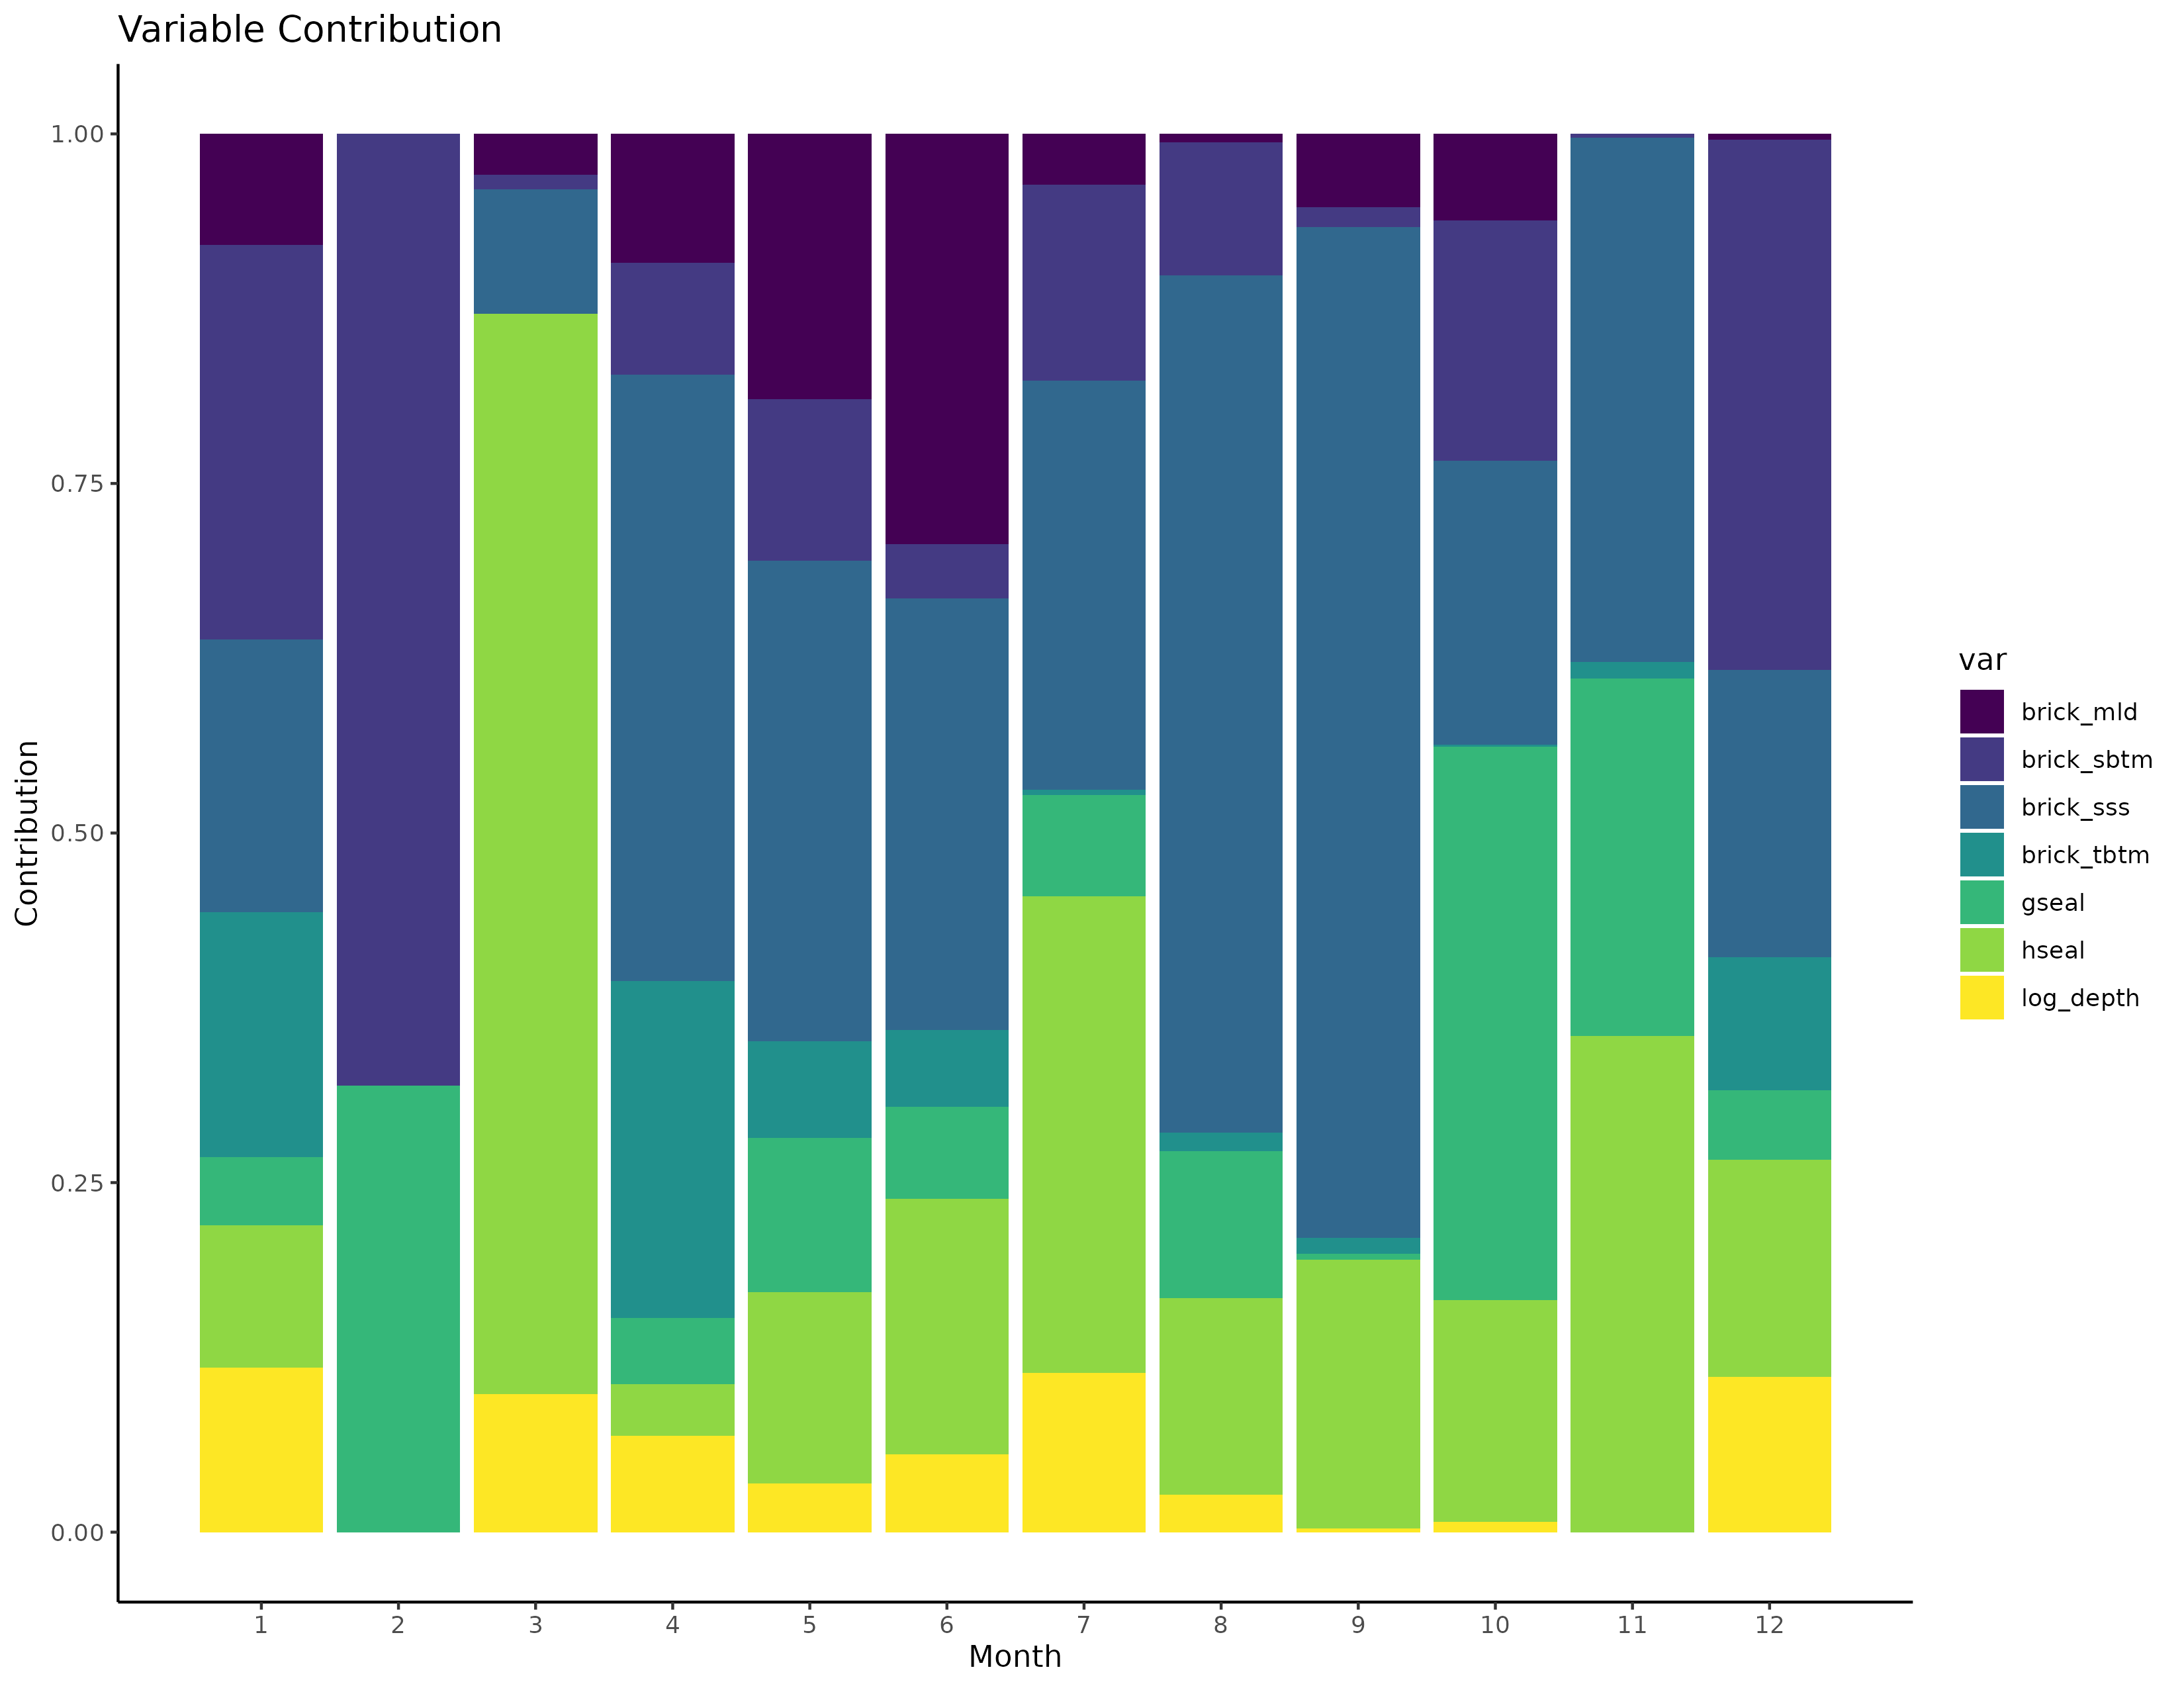 Variable Contribution
1.00
0.75
0.50
0.25
0.00
Contribution
1 2 3 4 5 6 7 8 9 10 11 12
Month
var
brick_mld
brick_sbtm
brick_sss
brick_tbtm
gseal
hseal
log_depth